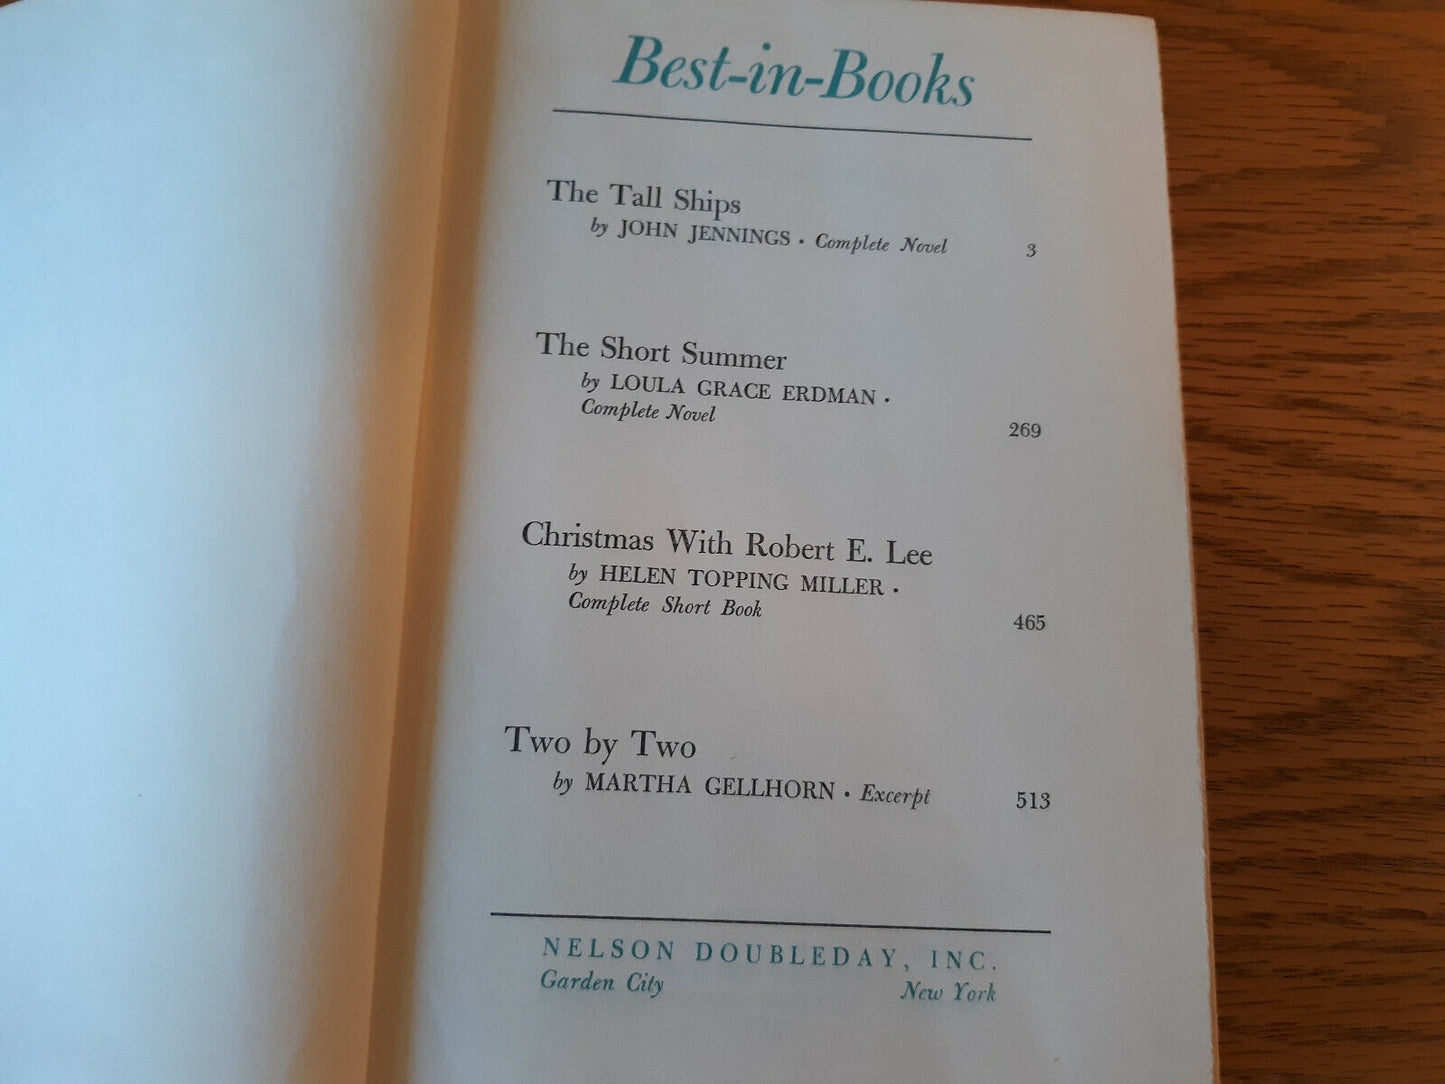 Best-in-Books
The Tall Ships
by JOHN JENNINGS • Complete Novel 3
The Short Summer
by LOULA GRACE ERDMAN •
Complete Novel
269
Christmas With Robert E. Lee
by HELEN TOPPING MILLER •
Complete Short Book
465
Two by Two
by MARTHA GELLHORN • Excerpt 513
NELSON DOUBLEDAY, INC.
Garden City New York